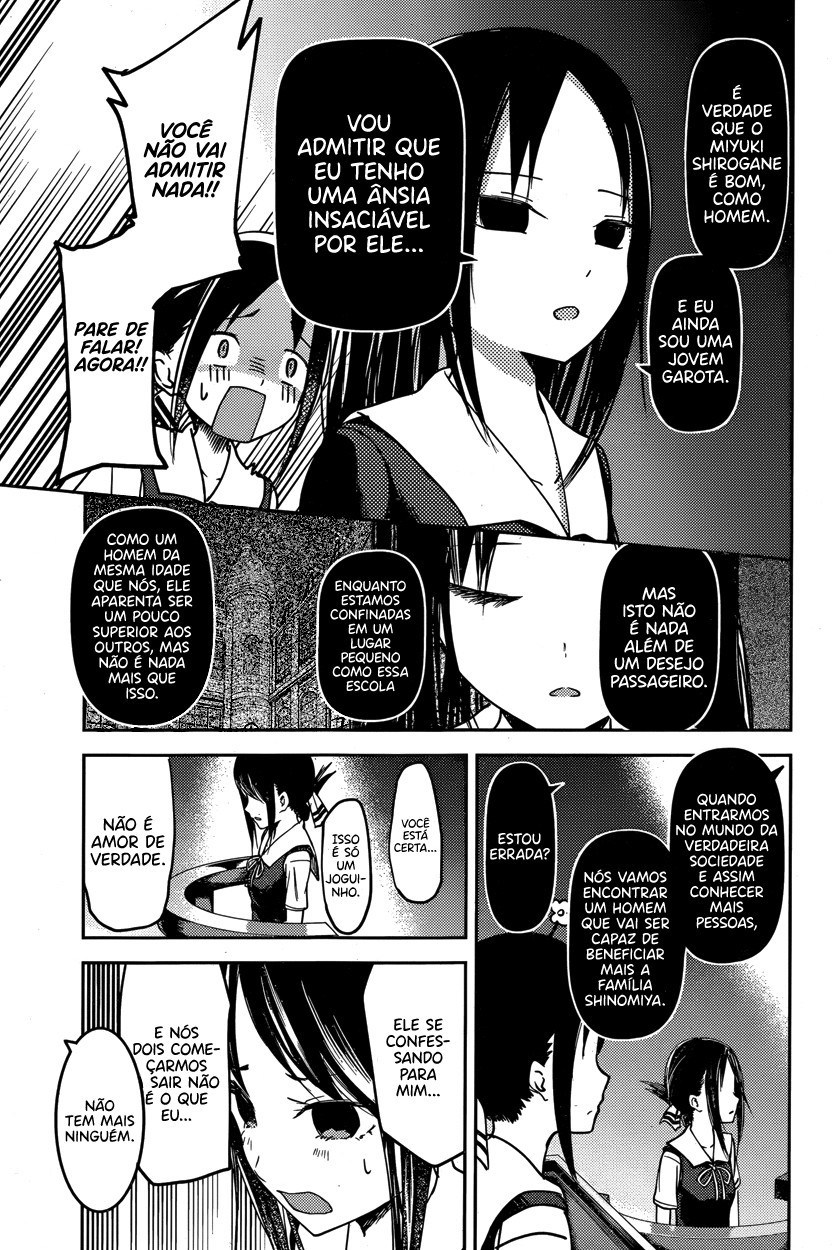 É
VERDADE
QUE O
MIYUKI
SHIROGANE
É BOM,
COMO
HOMEM.
E EU
AINDA
SOU UMA
JOVEM
GAROTA.
VOU
ADMITIR QUE
EU TENHO
UMA ÂNSIA
INSACIÁVEL
POR ELE...
VOCÊ
NÃO VAI
ADMITIR
NADA!!
PARE DE
FALAR!
AGORA!!
MAS
ISTO NÃO
É NADA
ALÉM DE
UM DESEJO
PASSAGEIRO.
ENQUANTO
ESTAMOS
CONFINADAS
EM UM
LUGAR
PEQUENO
COMO ESSA
ESCOLA
COMO UM
HOMEM DA
MESMA IDADE
QUE NÓS, ELE
APARENTA SER
UM POUCO
SUPERIOR AOS
OUTROS, MAS
NÃO É NADA
MAIS QUE
ISSO.
QUANDO
ENTRARMOS
NO MUNDO DA
VERDADEIRA
SOCIEDADE
E ASSIM
CONHECER
MAIS
PESSOAS,
NÓS VAMOS
ENCONTRAR
UM HOMEM
QUE VAI SER
CAPAZ DE
BENEFICIAR
MAIS A
FAMÍLIA
SHINOMIYA.
ESTOU
ERRADA?
VOCÊ
ESTÁ
CERTA...
ISSO
É SÓ
UM
JOGUI-
NHO.
NÃO É
AMOR DE
VERDADE.
ELE SE
CONFES-
SANDO
PARA
MIM...
E NÓS
DOIS COME-
ÇARMOS
SAIR NÃO
É O QUE
EU...
NÃO
TEM MAIS
NINGUÉM.